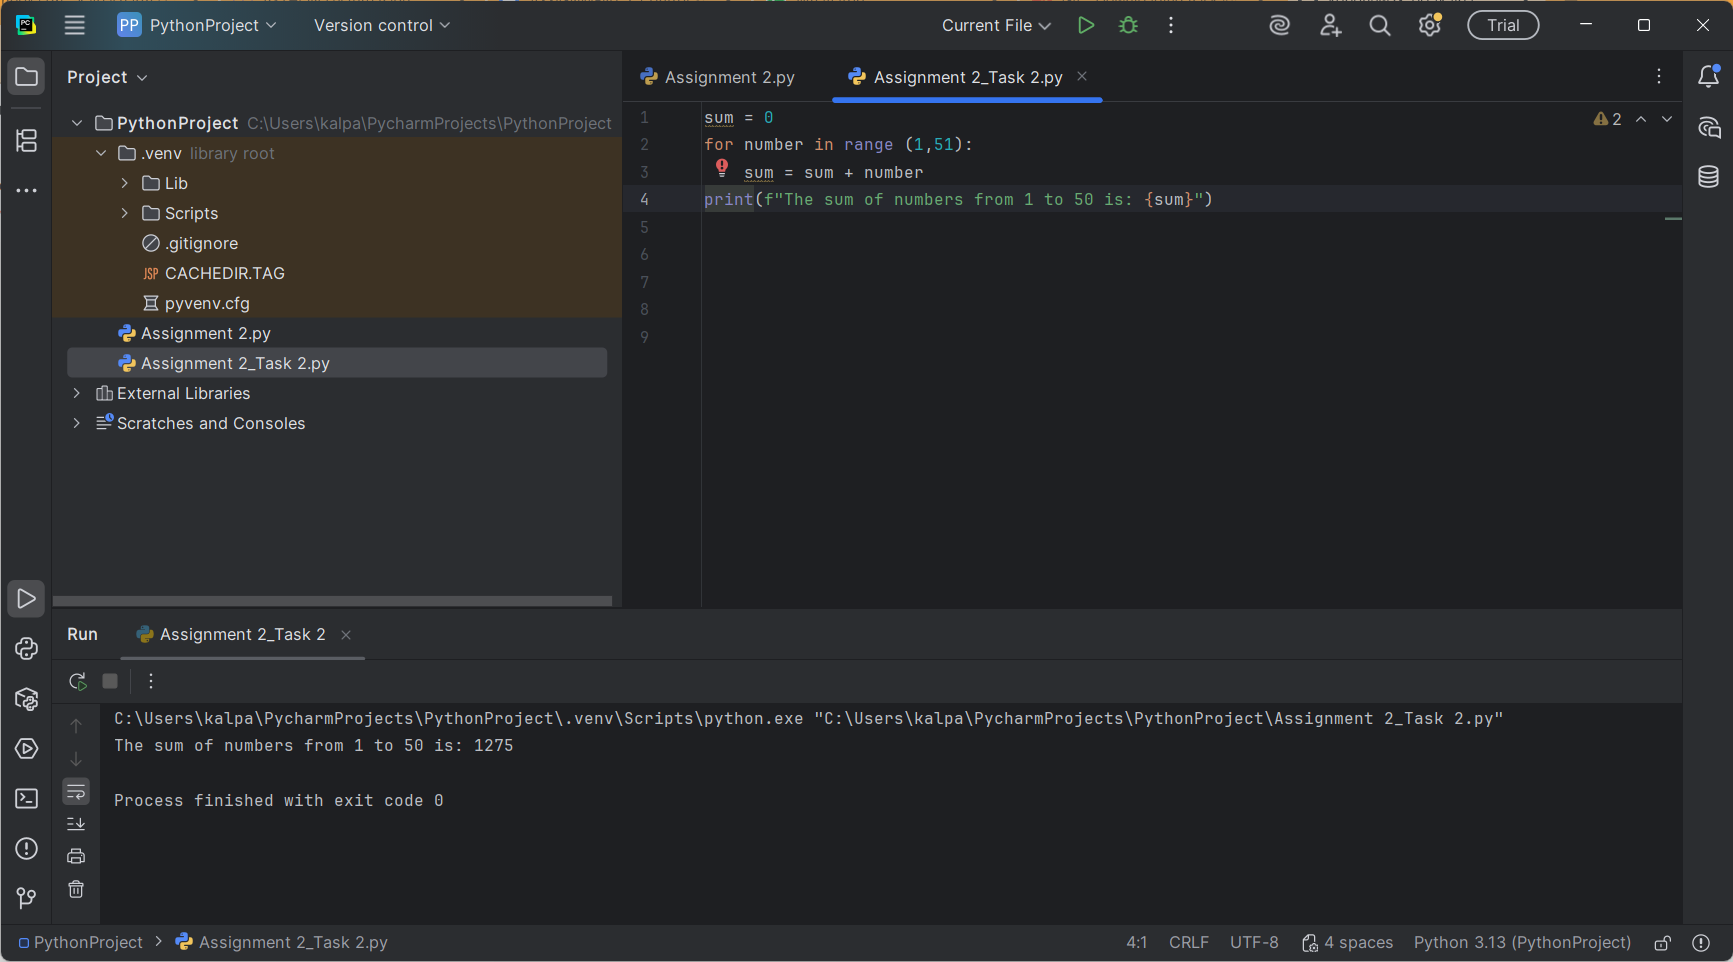 PC
PP PythonProject
Version control
Current File
Trial
Project
Assignment 2.py
Assignment 2_Task 2.py
PythonProject C:\Users\kalpa\PycharmProjects\PythonProject
.venv library root
Lib
Scripts
.gitignore
JSP CACHEDIR.TAG
pyvenv.cfg
Assignment 2.py
Assignment 2_Task 2.py
External Libraries
Scratches and Consoles
2
1 sum = 0
2 for number in range (1,51):
3     sum = sum + number
4 print(f"The sum of numbers from 1 to 50 is: {sum}")
5
6
7
8
9
Run
Assignment 2_Task 2
C:\Users\kalpa\PycharmProjects\PythonProject\.venv\Scripts\python.exe "C:\Users\kalpa\PycharmProjects\PythonProject\Assignment 2_Task 2.py"
The sum of numbers from 1 to 50 is: 1275
Process finished with exit code 0
PythonProject > Assignment 2_Task 2.py
4:1 CRLF UTF-8 4 spaces Python 3.13 (PythonProject)